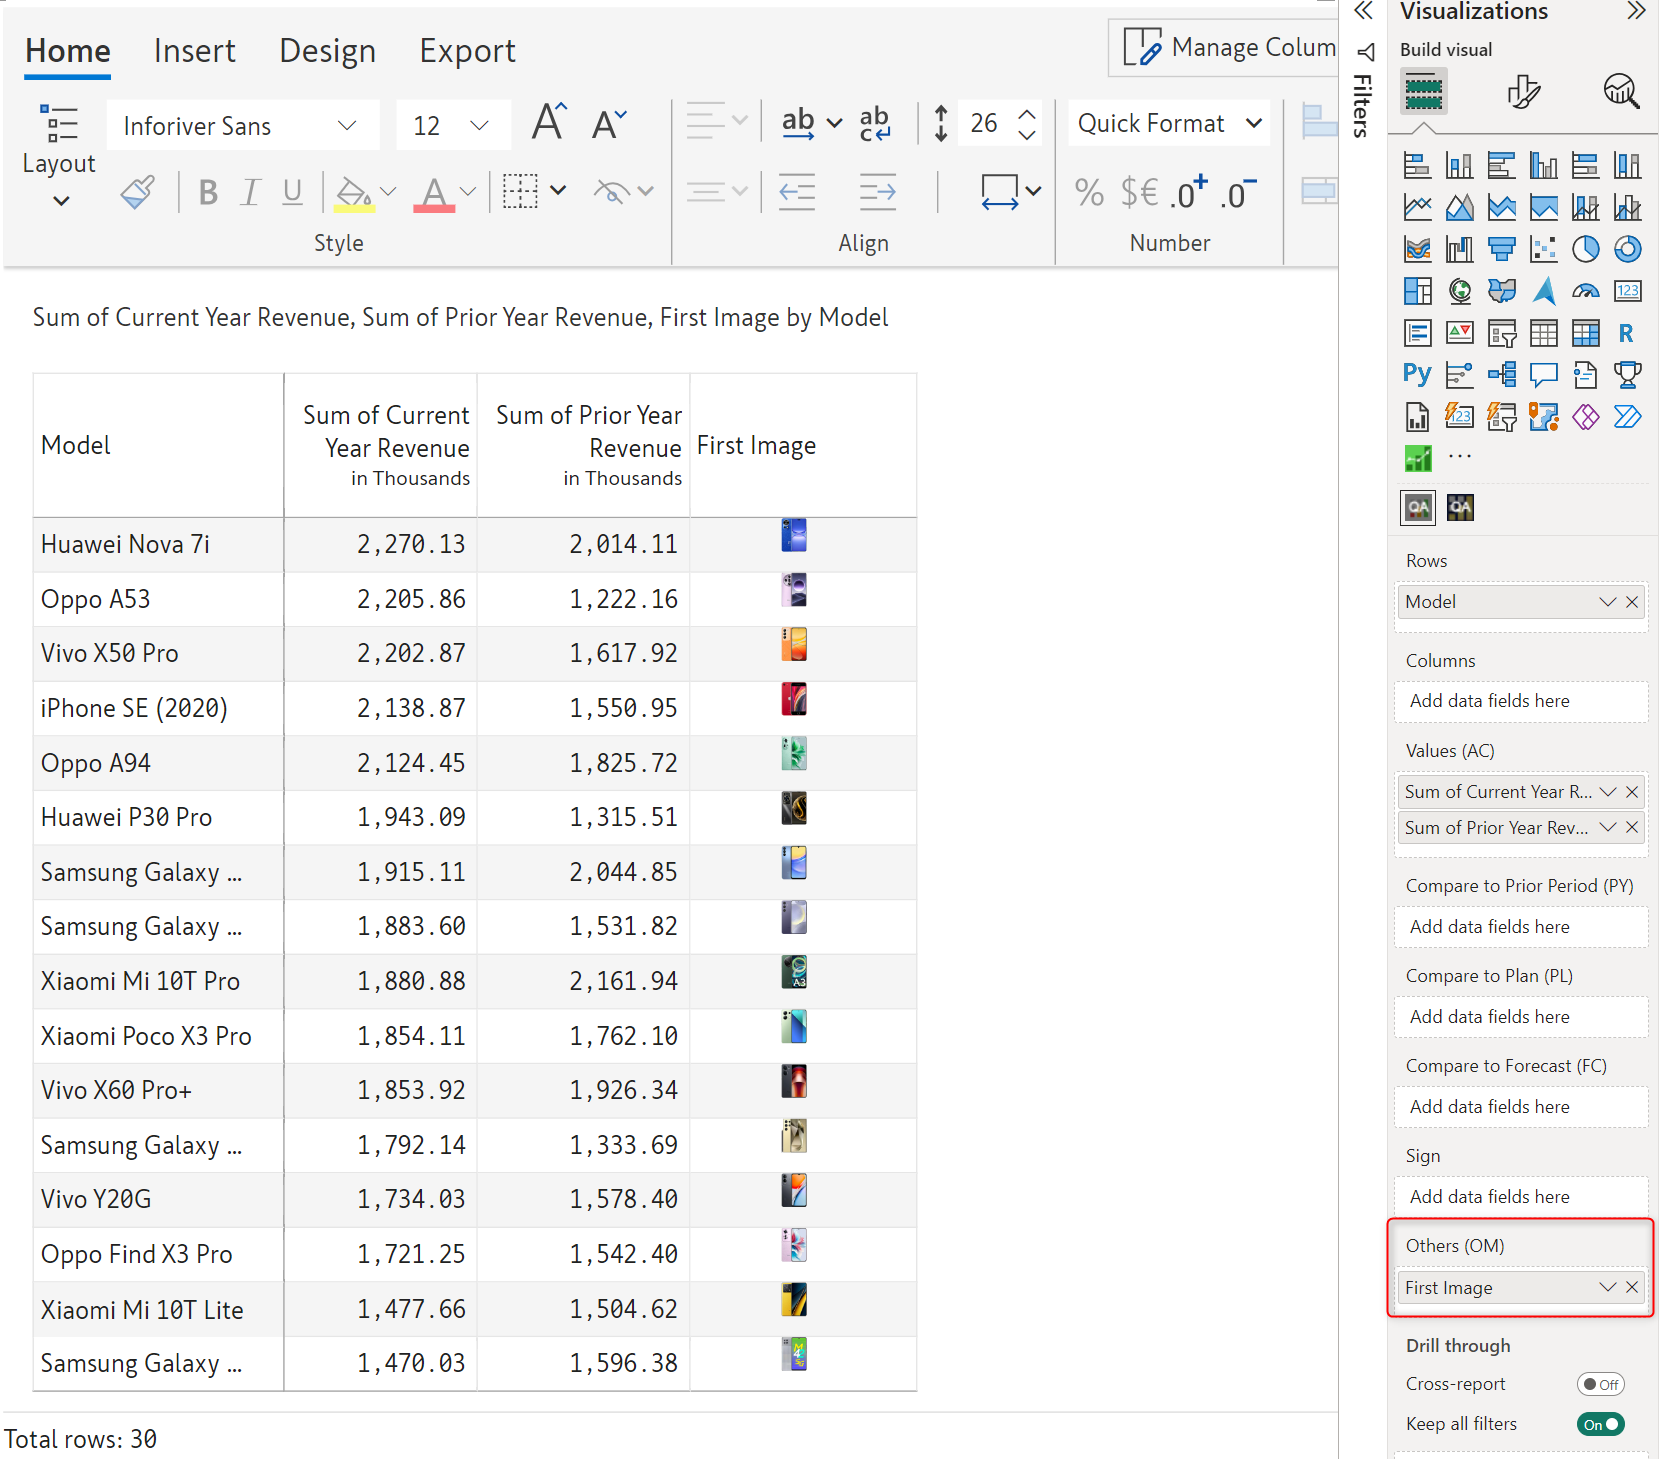 Home Insert Design Export
Manage Colum
Inforiver Sans 12 A A ab ab c 26 Quick Format
Layout
B I U A % $€ .0+ .0-
Style Align Number
Sum of Current Year Revenue, Sum of Prior Year Revenue, First Image by Model
Model Sum of Current Year Revenue in Thousands Sum of Prior Year Revenue in Thousands First Image
Huawei Nova 7i 2,270.13 2,014.11
Oppo A53 2,205.86 1,222.16
Vivo X50 Pro 2,202.87 1,617.92
iPhone SE (2020) 2,138.87 1,550.95
Oppo A94 2,124.45 1,825.72
Huawei P30 Pro 1,943.09 1,315.51
Samsung Galaxy ... 1,915.11 2,044.85
Samsung Galaxy ... 1,883.60 1,531.82
Xiaomi Mi 10T Pro 1,880.88 2,161.94
A3
Xiaomi Poco X3 Pro 1,854.11 1,762.10
Vivo X60 Pro+ 1,853.92 1,926.34
Samsung Galaxy ... 1,792.14 1,333.69
Vivo Y20G 1,734.03 1,578.40
Oppo Find X3 Pro 1,721.25 1,542.40
Xiaomi Mi 10T Lite 1,477.66 1,504.62
Samsung Galaxy ... 1,470.03 1,596.38
Total rows: 30
Filters
Visualizations
Build visual
123
R
Py
123
...
QA QA
Rows
Model
Columns
Add data fields here
Values (AC)
Sum of Current Year R...
Sum of Prior Year Rev...
Compare to Prior Period (PY)
Add data fields here
Compare to Plan (PL)
Add data fields here
Compare to Forecast (FC)
Add data fields here
Sign
Add data fields here
Others (OM)
First Image
Drill through
Cross-report Off
Keep all filters On